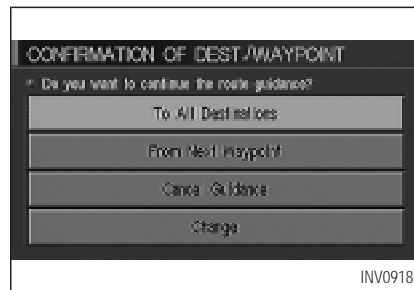 CONFIRMATION OF DEST./WAYPOINT
Do you want to continue the route guidance?
To All Destinations
From Next Waypoint
Cancel Guidance
Change
INV0918